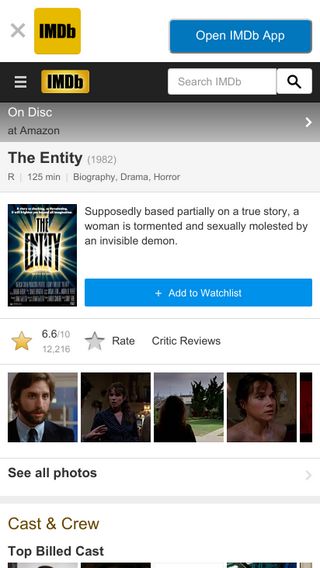 IMDb
Open IMDb App
IMDb
Search IMDb
On Disc
at Amazon
The Entity (1982)
R | 125 min | Biography, Drama, Horror
THE
ENTITY
Supposedly based partially on a true story, a
woman is tormented and sexually molested by
an invisible demon.
+ Add to Watchlist
6.6/10
12,216
Rate
Critic Reviews
See all photos
Cast & Crew
Top Billed Cast